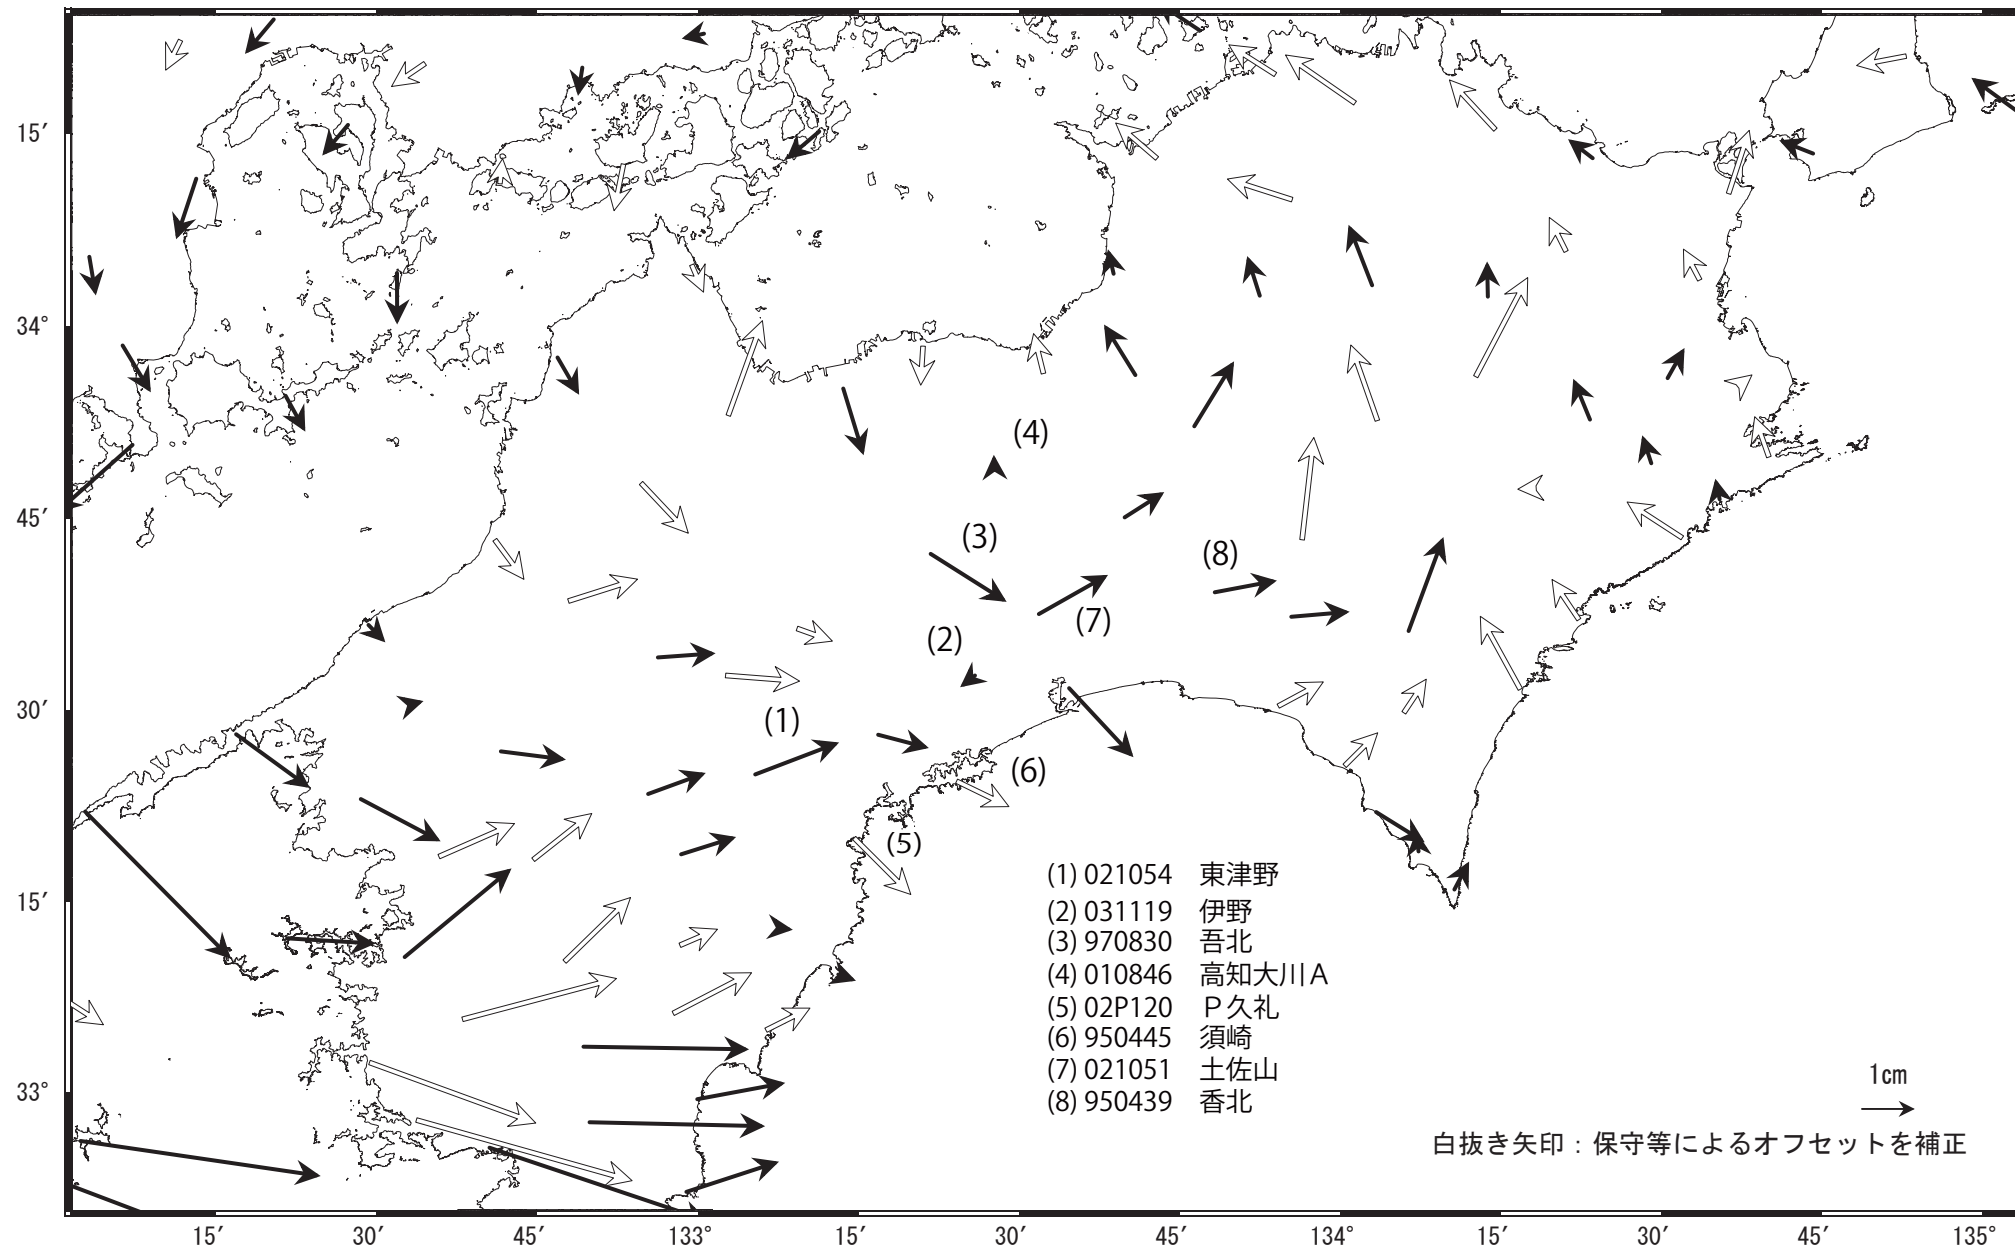 15′
34°
45′
30′
15′
33°
(4)
(3)
(8)
(7)
(2)
(1)
(6)
(5)
(1) 021054 東津野
(2) 031119 伊野
(3) 970830 吾北
(4) 010846 高知大川Ａ
(5) 02P120 Ｐ久礼
(6) 950445 須崎
(7) 021051 土佐山
(8) 950439 香北
1cm
白抜き矢印：保守等によるオフセットを補正
15′ 30′ 45′ 133° 15′ 30′ 45′ 134° 15′ 30′ 45′ 135°